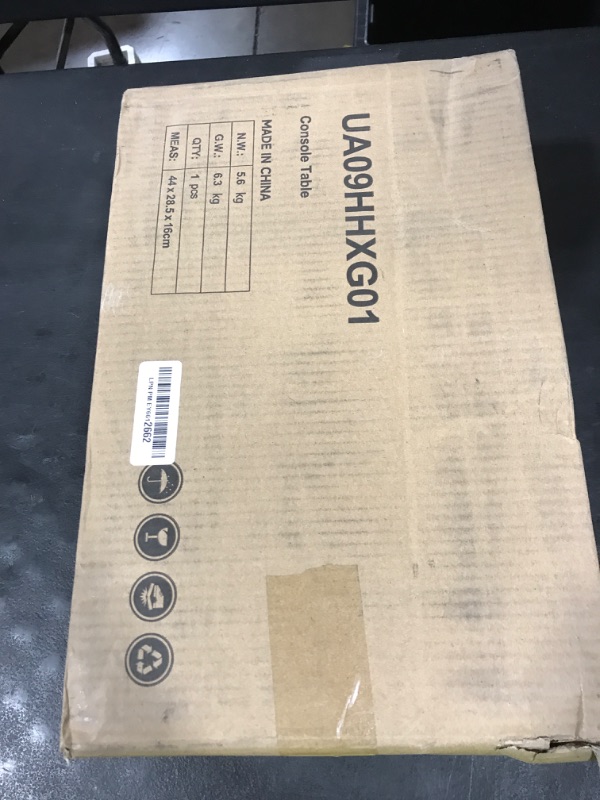 UA09HHXG01
Console Table
MADE IN CHINA
N.W.: 5.6 kg
G.W.: 6.3 kg
QTY: 1 pcs
MEAS: 44 x 28.5 x 16cm
2662